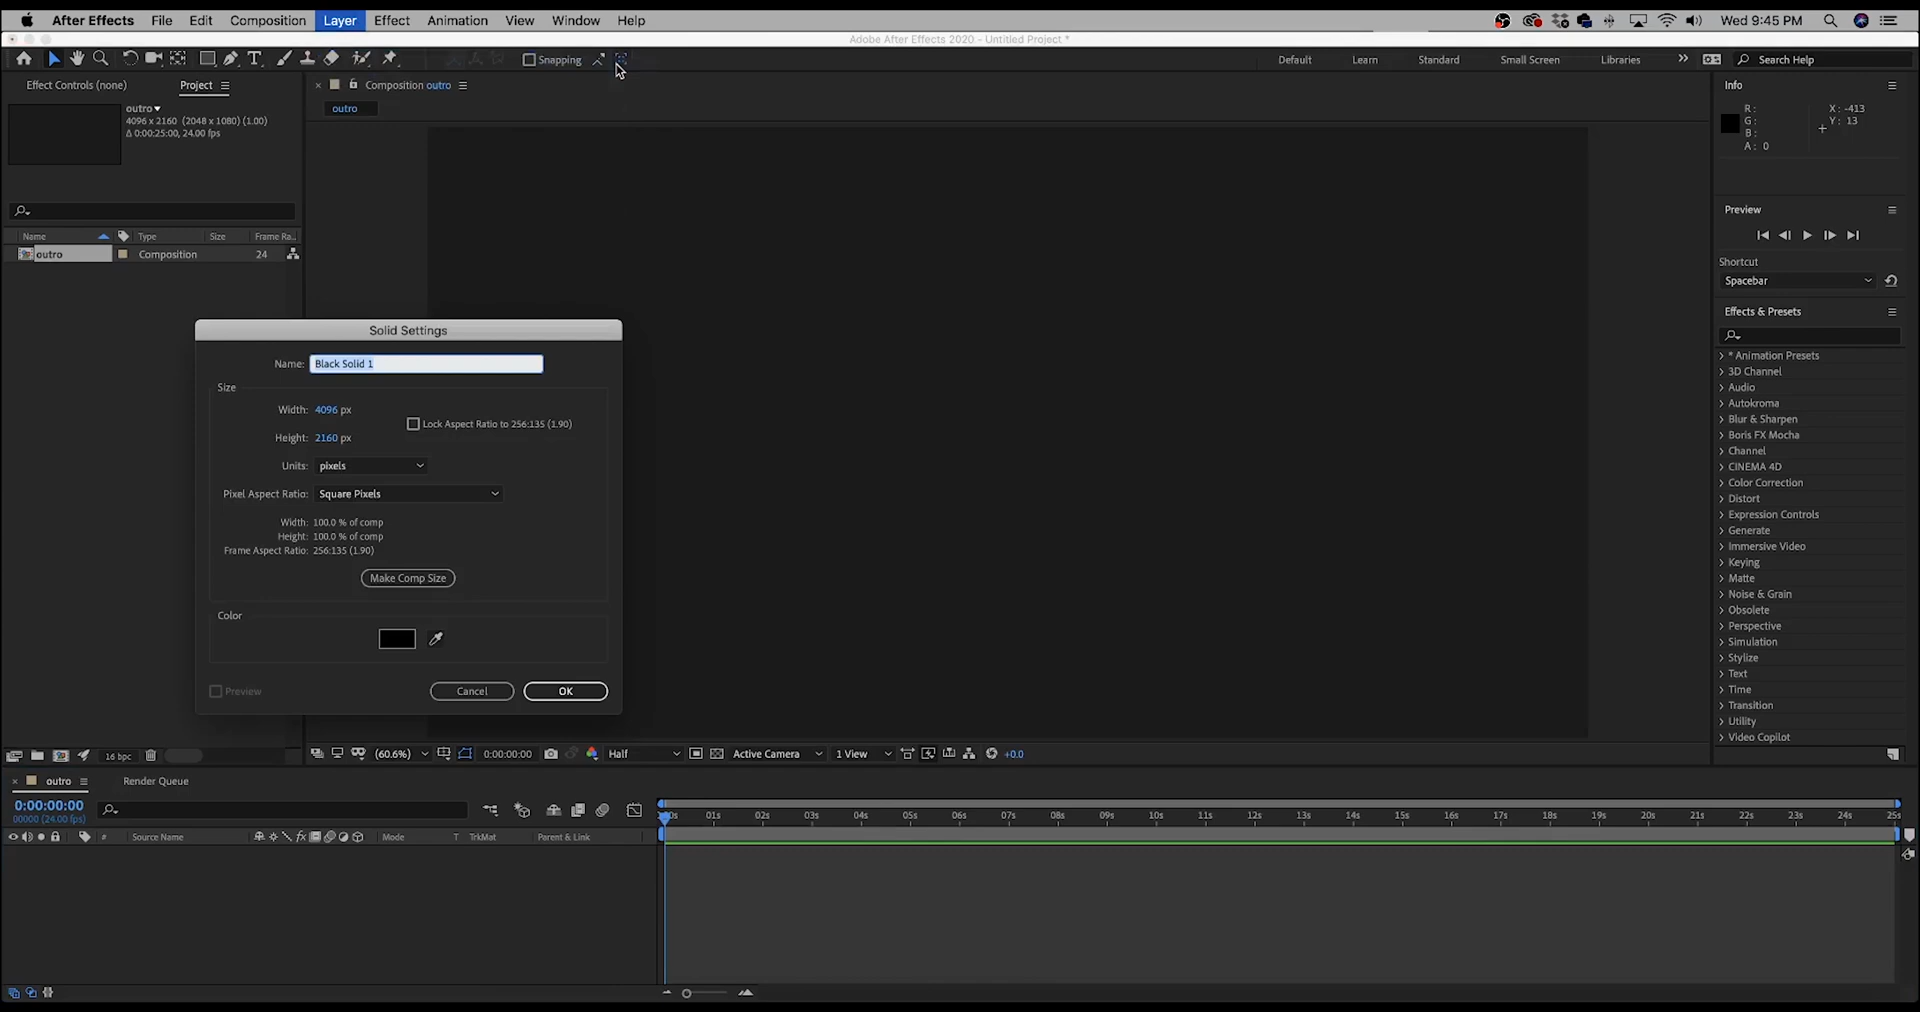 After Effects File Edit Composition Layer Effect Animation View Window Help Wed 9:45 PM
Adobe After Effects 2020 - Untitled Project *
Snapping Default Learn Standard Small Screen Libraries >> Search Help
Effect Controls (none) Project
Composition outro
outro
Info
outro
4096 x 2160 (2048 x 1080) (1.00)
Δ 0:00:25:00, 24.00 fps
R:
G:
B:
A: 0
X: -413
Y: 13
Preview
Shortcut
Spacebar
Name Type Size Frame Ra...
outro Composition 24
Solid Settings
Name: Black Solid 1
Size
Width: 4096 px
Lock Aspect Ratio to 256:135 (1.90)
Height: 2160 px
Units: pixels
Pixel Aspect Ratio: Square Pixels
Width: 100.0 % of comp
Height: 100.0 % of comp
Frame Aspect Ratio: 256:135 (1.90)
Make Comp Size
Color
Preview Cancel OK
Effects & Presets
* Animation Presets
3D Channel
Audio
Autokroma
Blur & Sharpen
Boris FX Mocha
Channel
CINEMA 4D
Color Correction
Distort
Expression Controls
Generate
Immersive Video
Keying
Matte
Noise & Grain
Obsolete
Perspective
Simulation
Stylize
Text
Time
Transition
Utility
Video Copilot
16 bpc
(60.6%) 0:00:00:00 Half Active Camera 1 View +0.0
outro Render Queue
0:00:00:00
00000 (24.00 fps)
# Source Name Mode T TrkMat Parent & Link
0s 01s 02s 03s 04s 05s 06s 07s 08s 09s 10s 11s 12s 13s 14s 15s 16s 17s 18s 19s 20s 21s 22s 23s 24s 25s